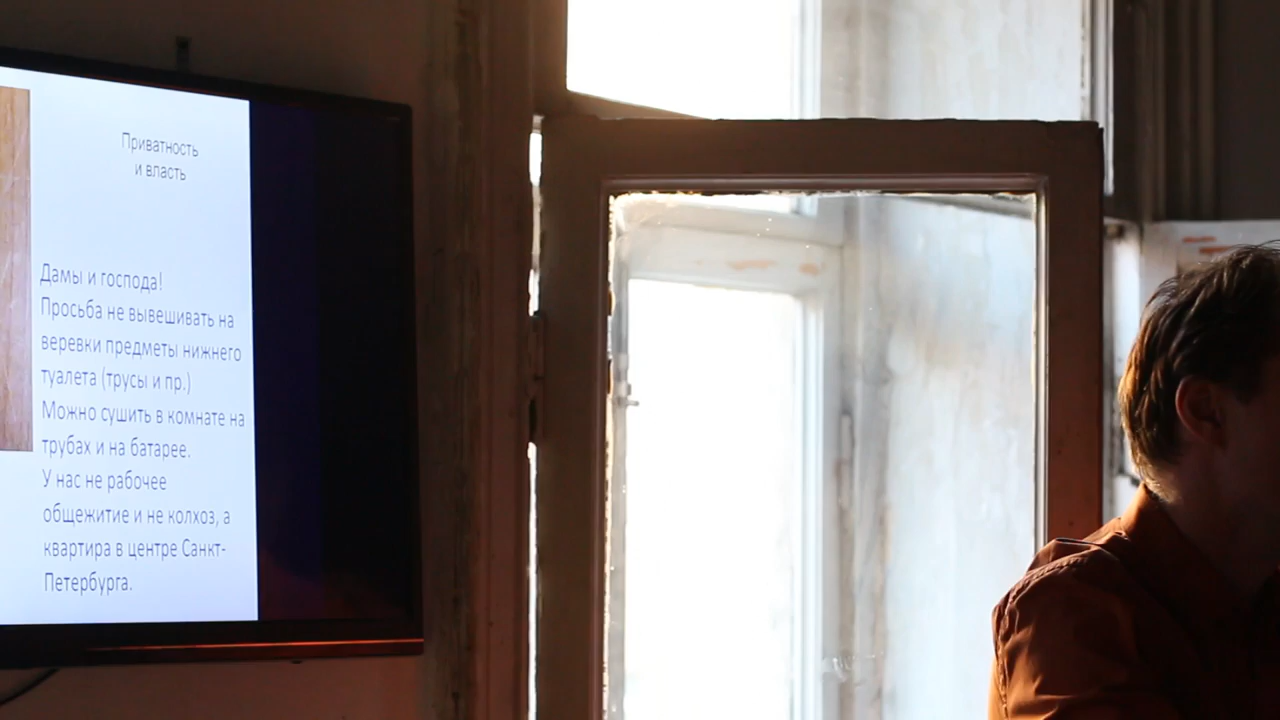 Приватность
и власть
Дамы и господа!
Просьба не вывешивать на
веревки предметы нижнего
туалета (трусы и пр.)
Можно сушить в комнате на
трубах и на батарее.
У нас не рабочее
общежитие и не колхоз, а
квартира в центре Санкт-
Петербурга.